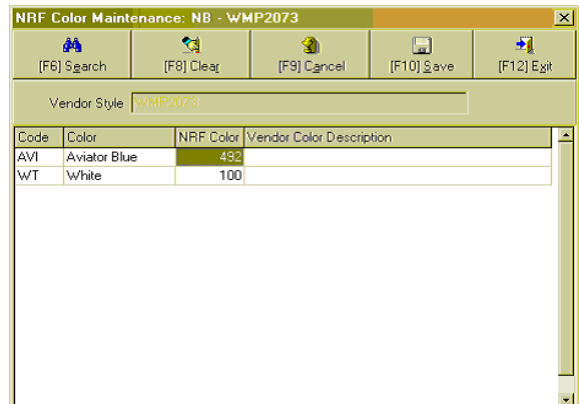 NRF Color Maintenance: NB - WMP2073
[F6] Search [F8] Clear [F9] Cancel [F10] Save [F12] Exit
Vendor Style WMP2073
Code Color NRF Color Vendor Color Description
AVI Aviator Blue 492
WT White 100